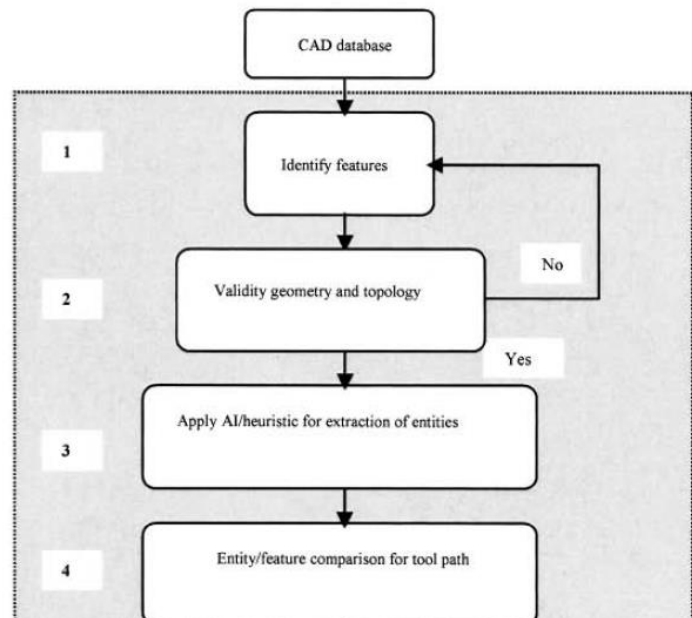 CAD database
1
Identify features
No
2
Validity geometry and topology
Yes
Apply AI/heuristic for extraction of entities
3
Entity/feature comparison for tool path
4